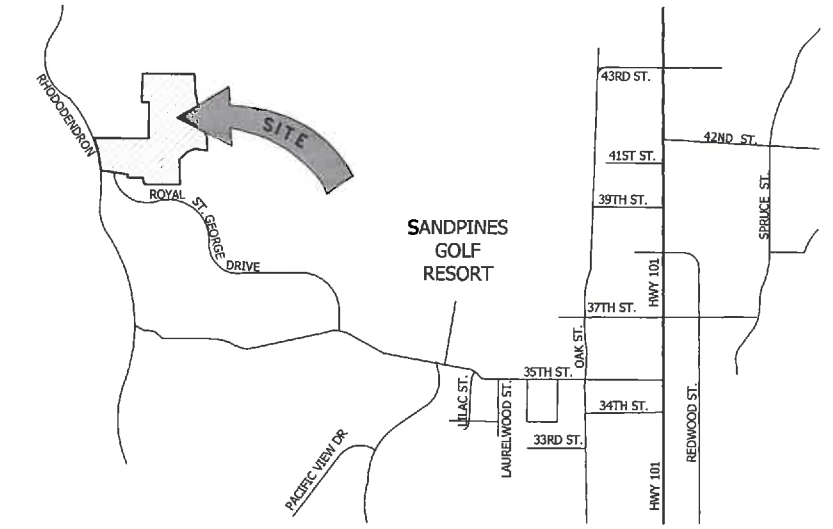 43RD ST.
RHODODENDRON
SITE
42ND ST.
41ST ST.
ROYAL ST. GEORGE DRIVE
39TH ST.
SPRUCE ST.
SANDPINES
GOLF
RESORT
HWY 101
37TH ST.
OAK ST.
35TH ST.
LILAC ST.
LAURELWOOD ST.
34TH ST.
REDWOOD ST.
33RD ST.
PACIFIC VIEW DR
HWY 101